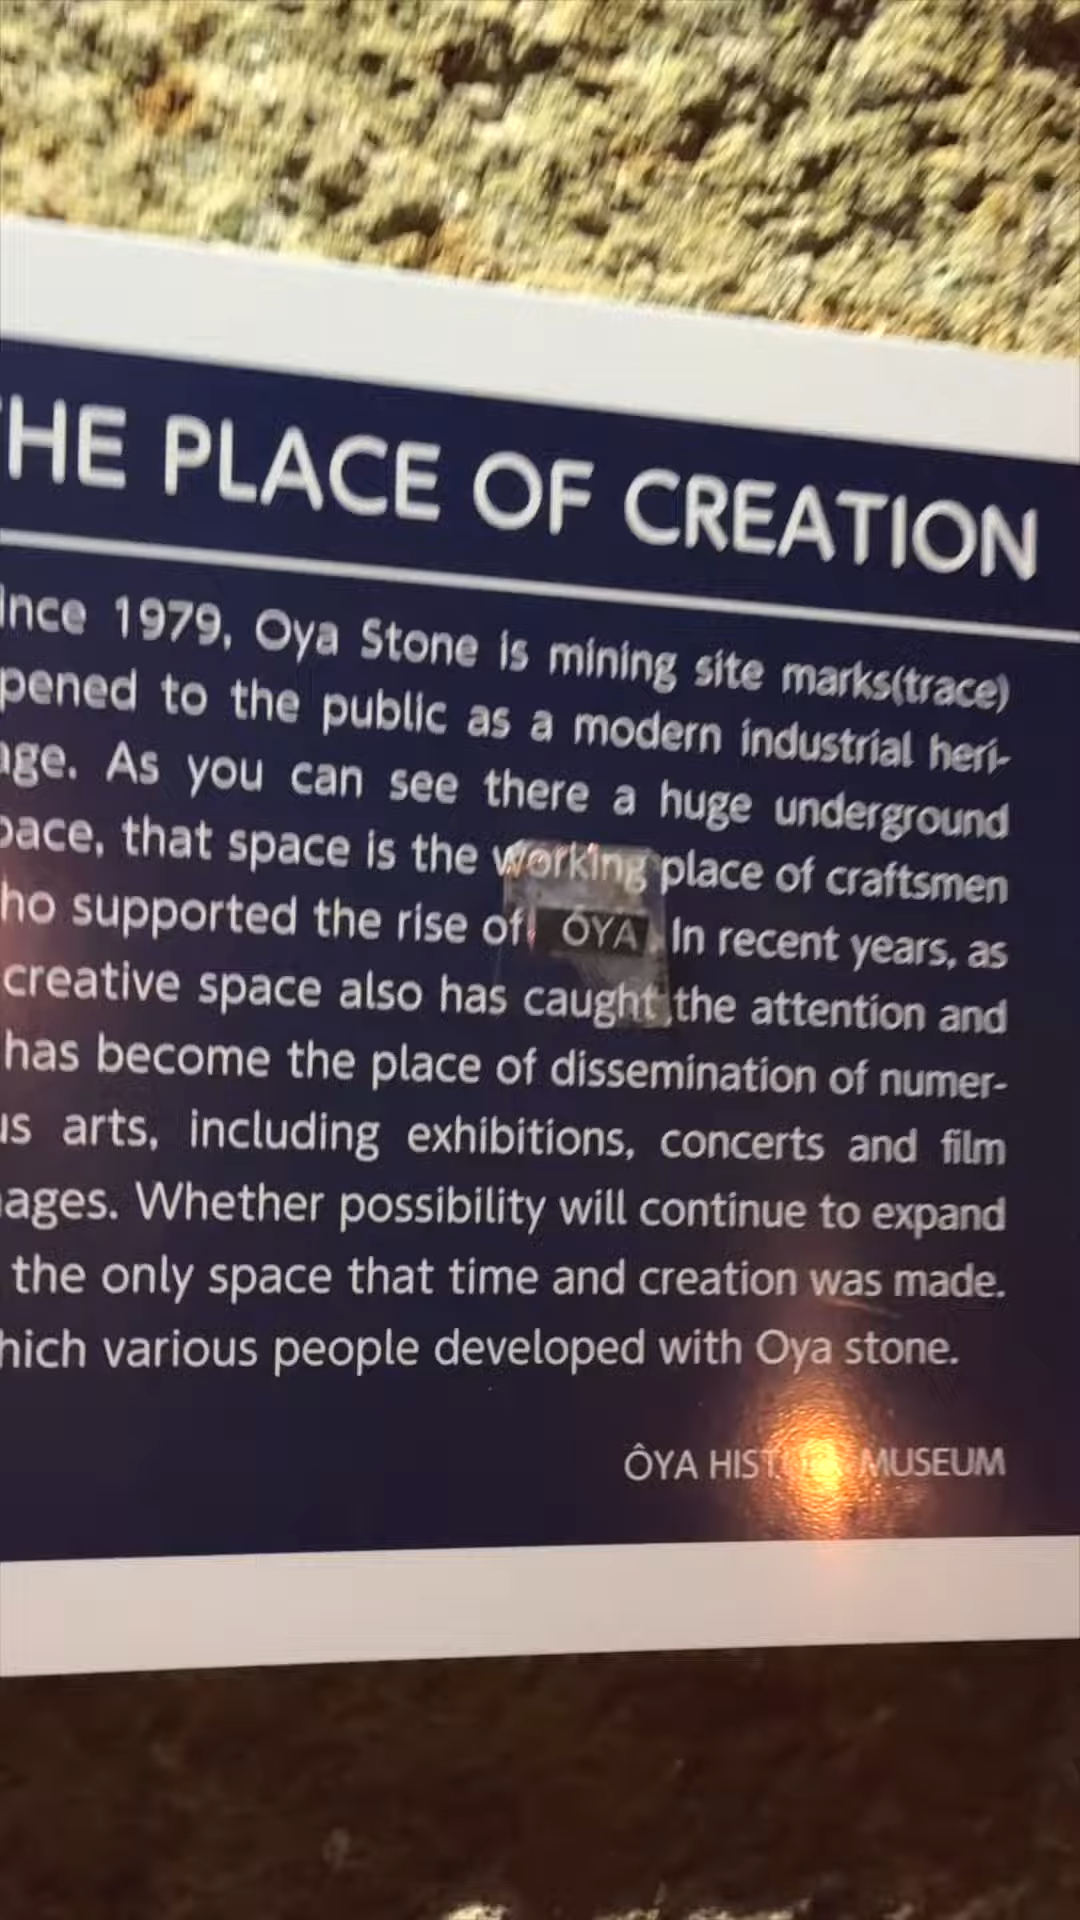 THE PLACE OF CREATION
ince 1979, Oya Stone is mining site marks(trace)
pened to the public as a modern industrial heri-
age. As you can see there a huge underground
pace, that space is the working place of craftsmen
ho supported the rise of ÔYA. In recent years, as
creative space also has caught the attention and
has become the place of dissemination of numer-
us arts, including exhibitions, concerts and film
ages. Whether possibility will continue to expand
the only space that time and creation was made.
hich various people developed with Oya stone.
ÔYA MUSEUM